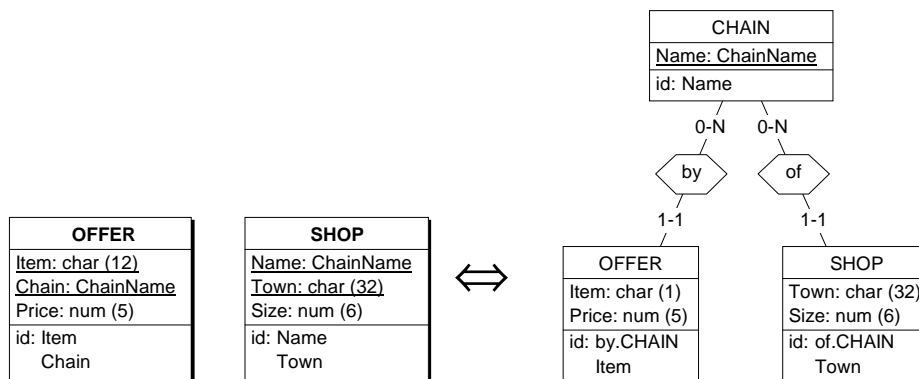 OFFER
Item: char (12)
Chain: ChainName
Price: num (5)
id: Item
Chain
SHOP
Name: ChainName
Town: char (32)
Size: num (6)
id: Name
Town
CHAIN
Name: ChainName
id: Name
0-N
0-N
by
of
1-1
1-1
OFFER
Item: char (1)
Price: num (5)
id: by.CHAIN
Item
SHOP
Town: char (32)
Size: num (6)
id: of.CHAIN
Town